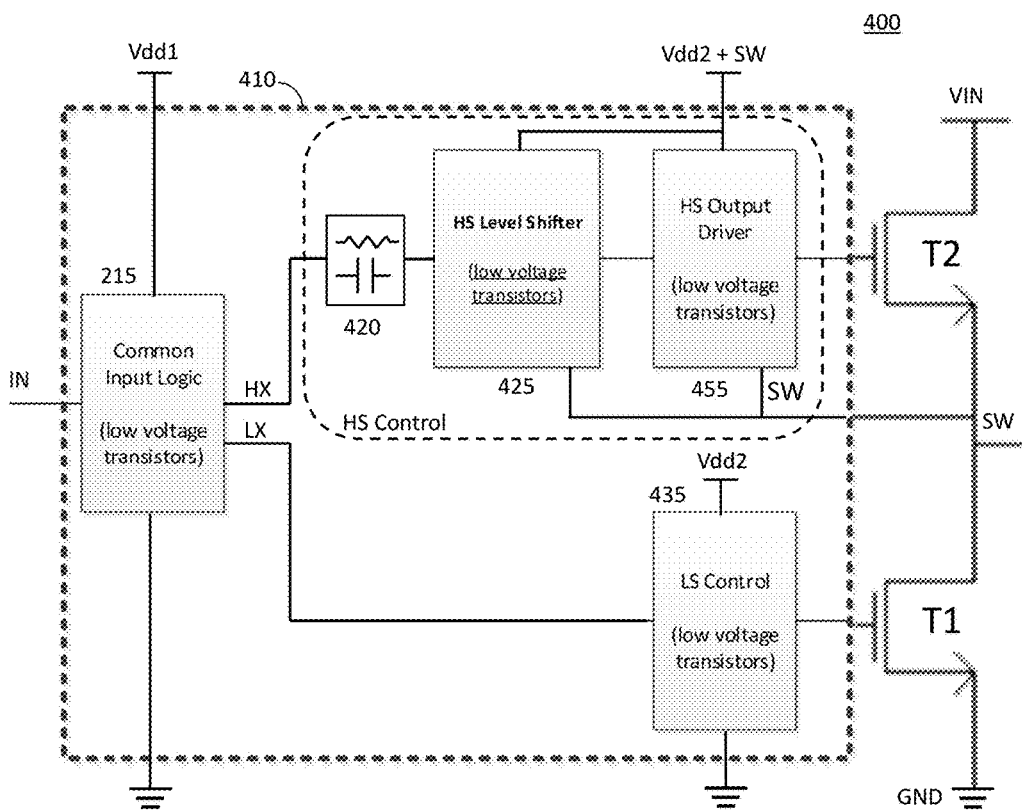 400
Vdd1
410
Vdd2 + SW
VIN
HS Level Shifter
(low voltage
transistors)
HS Output
Driver
(low voltage
transistors)
T2
215
420
Common
Input Logic
(low voltage
transistors)
IN
HX
LX
425
455
SW
HS Control
SW
Vdd2
435
LS Control
(low voltage
transistors)
T1
GND